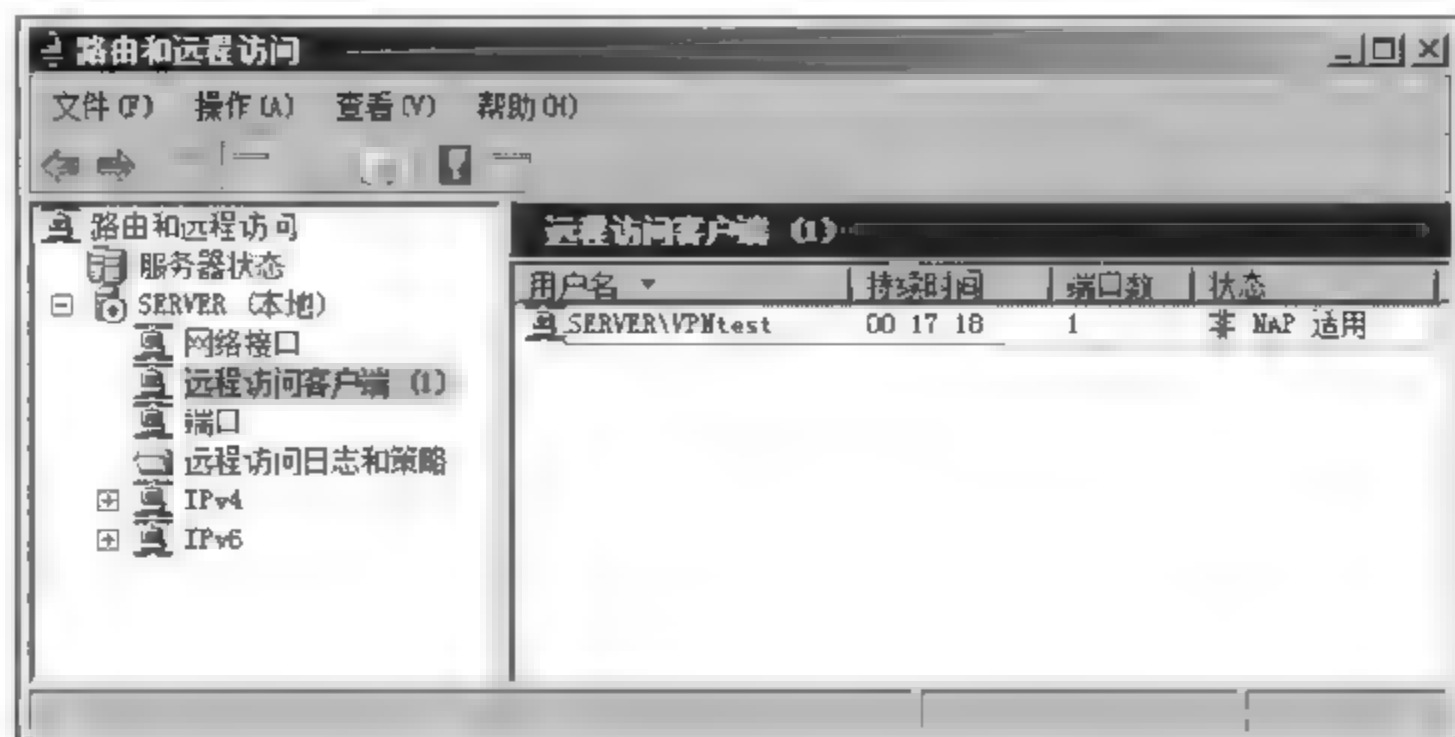 路由和远程访问
文件(F) 操作(A) 查看(V) 帮助(H)
路由和远程访问
服务器状态
SERVER (本地)
网络接口
远程访问客户端 (1)
端口
远程访问日志和策略
IPv4
IPv6
远程访问客户端 (1)
用户名 持续时间 端口数 状态
SERVER\VPNtest 00 17 18 1 非 NAP 适用